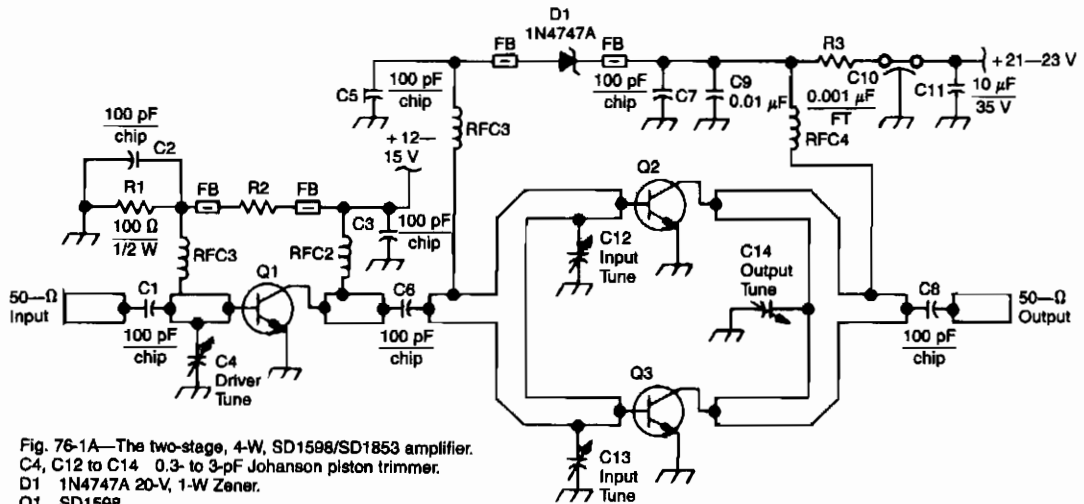 D1
1N4747A
FB
FB
R3
+21—23 V
C5
100 pF
chip
100 pF
chip
C7
C9
0.01 µF
C10
0.001 µF
FT
C11
10 µF
35 V
RFC3
RFC4
100 pF
chip
C2
+12—
15 V
R1
FB
R2
FB
100 Ω
1/2 W
C3
100 pF
chip
RFC3
RFC2
Q1
Q2
C12
Input
Tune
C14
Output
Tune
50—Ω
Input
C1
100 pF
chip
C6
100 pF
chip
C8
100 pF
chip
50—Ω
Output
C4
Driver
Tune
Q3
C13
Input
Tune
Fig. 76-1A—The two-stage, 4-W, SD1598/SD1853 amplifier.
C4, C12 to C14 0.3- to 3-pF Johanson piston trimmer.
D1 1N4747A 20-V, 1-W Zener.
Q1 SD1598